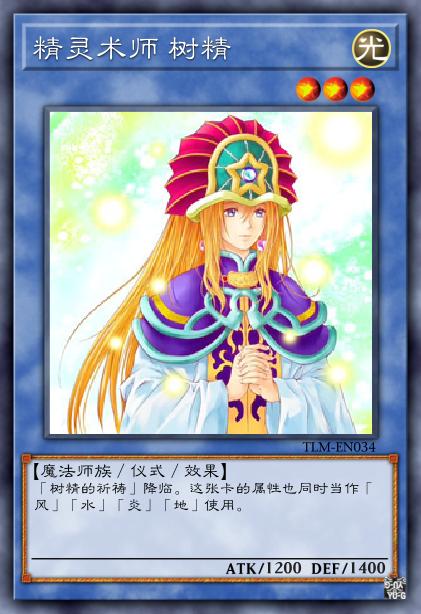 精灵术师 树精
光
TLM-EN034
【魔法师族／仪式／效果】
「树精的祈祷」降临。这张卡的属性也同时当作「
风」「水」「炎」「地」使用。
ATK/1200 DEF/1400